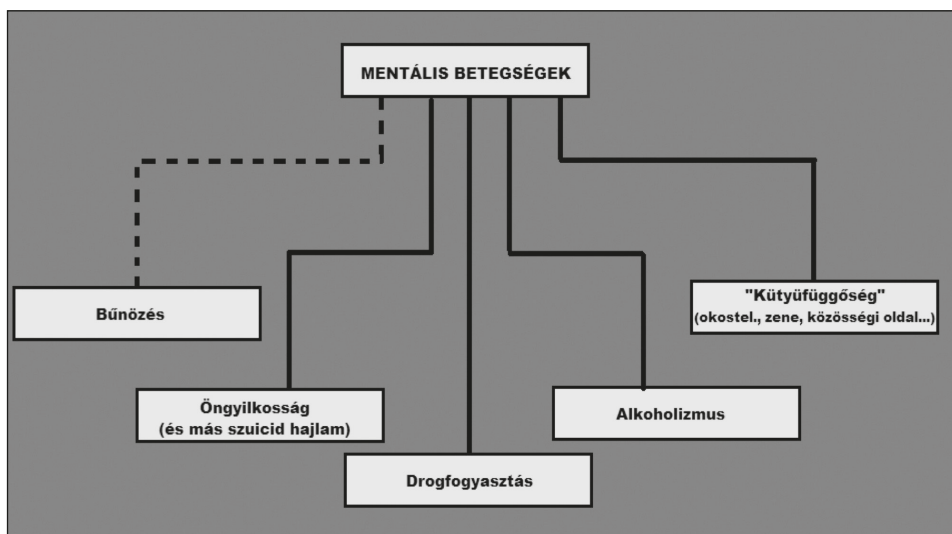 MENTÁLIS BETEGSÉGEK
Bűnözés
"Kütyüfüggőség"
(okostel., zene, közösségi oldal...)
Öngyilkosság
(és más szuicid hajlam)
Alkoholizmus
Drogfogyasztás